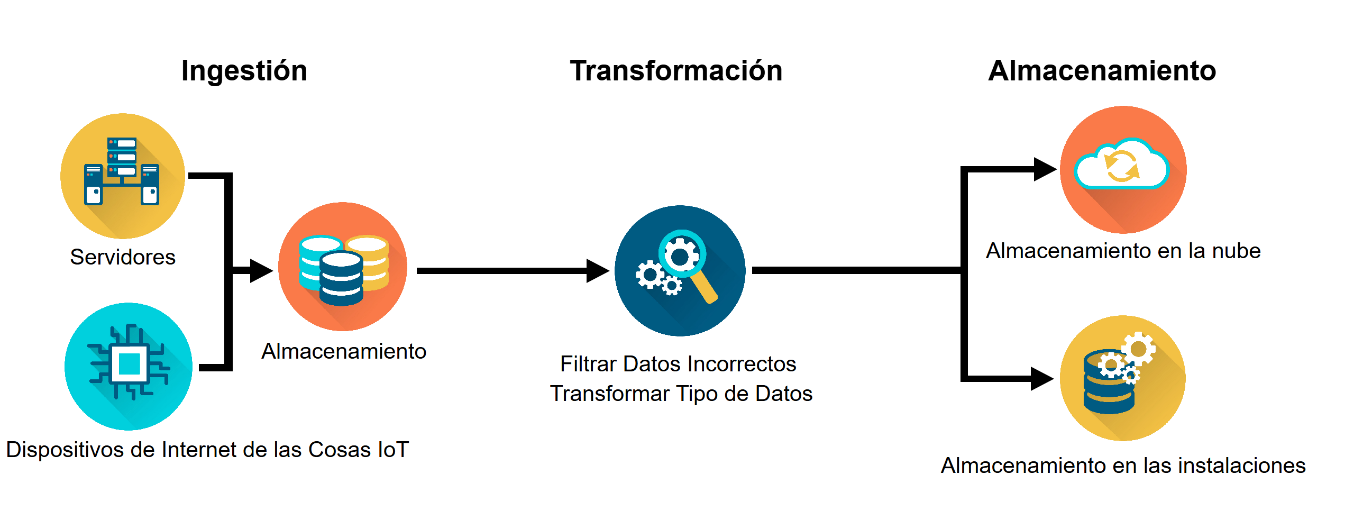 Ingestión
Transformación
Almacenamiento
Servidores
Almacenamiento
Dispositivos de Internet de las Cosas IoT
Filtrar Datos Incorrectos
Transformar Tipo de Datos
Almacenamiento en la nube
Almacenamiento en las instalaciones